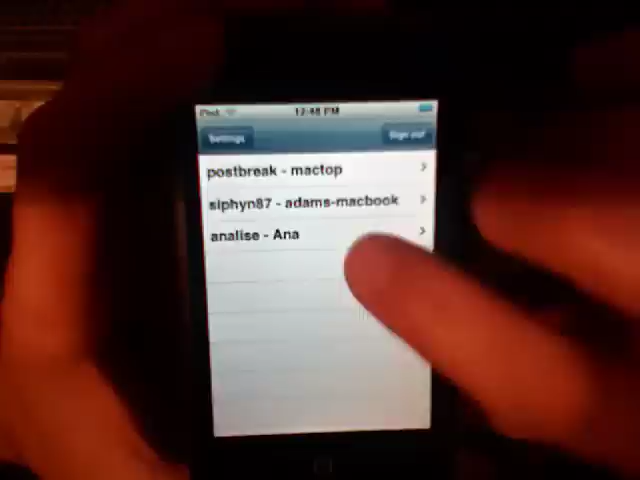 iPod 12:48 PM
Settings Sign out
postbreak - mactop
siphyn87 - adams-macbook
analise - Ana